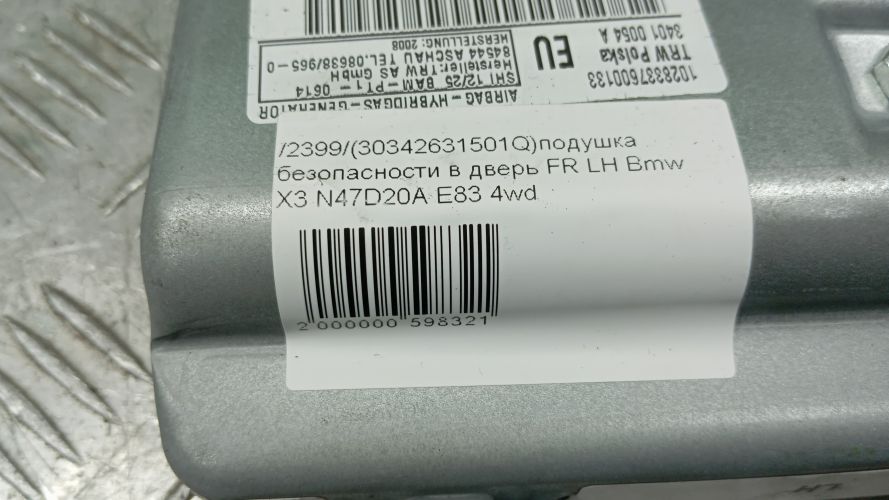 /2399/(30342631501Q)подушка
безопасности в дверь FR LH Bmw
X3 N47D20A E83 4wd
2 000000 598321
AIRBAG-HYBRIDGAS-GENERATOR
SH1 12/25 BAM-PT1- 0614
Hersteller:TRW AS GmbH
84544 ASCHAU TEL.08638/965-0
HERSTELLUNG: 2008
EU
1028337600133
TRW Polska
3401 0054 A